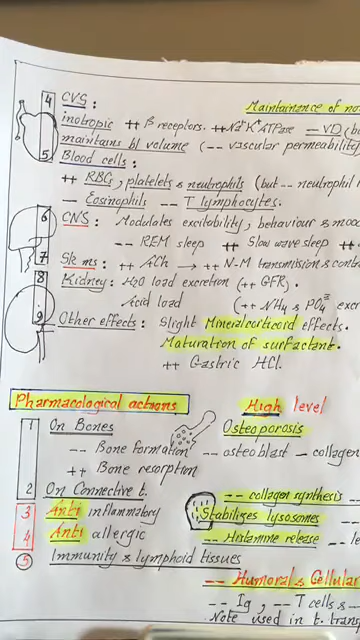 4 CVS :
Maintainance of no
inotropic ++ β receptors. ++ Na⁺K⁺ATPase — VD (b
maintains bl volume (-- vascular permeability)
5 Blood cells :
++ RBCs, platelets & neutrophils (but -- neutrophil
-- Eosinophils -- T lymphocytes.
6 CNS : Modulates excitability, behaviour & mood
-- REM sleep ++ Slow wave sleep ++
7 Sk ms : ++ ACh → ++ N-M transmission & cont
8 Kidney : H2O load excretion (++ GFR)
Acid load (++ NH4 & PO4 excr
9 Other effects : Slight Mineralcorticoid effects.
Maturation of surfactant.
++ Gastric HCl.
Pharmacological actions High level
1 On Bones Osteoporosis
-- Bone formation -- osteoblast - collagen
++ Bone resorption
2 On Connective t. -- collagen synthesis
3 Anti inflammatory Stabilizes lysosomes
4 Anti allergic -- Histamine release
5 Immunity & lymphoid tissues
-- Humoral & Cellular
-- Ig, -- T cells &
Note used in t. trans